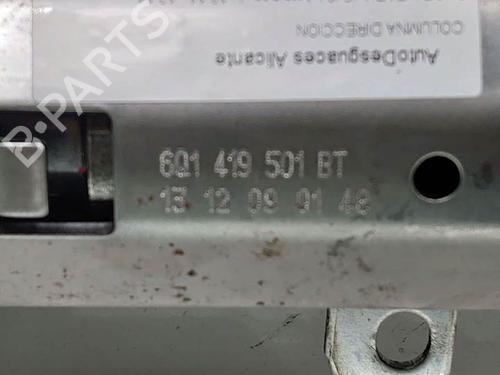 COLUMNA DIRECCION
AutoDesguaces Alicante
6Q1 419 501 BT
13 12 09 01 48
B-PARTS